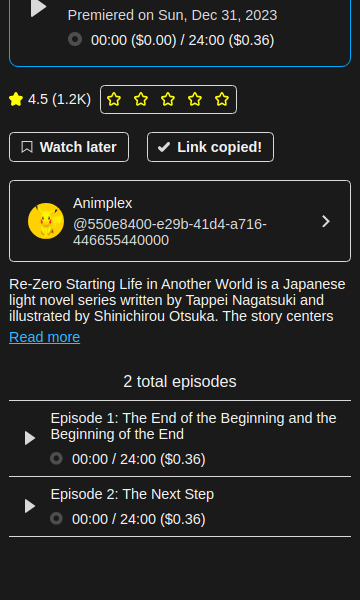 Premiered on Sun, Dec 31, 2023
00:00 ($0.00) / 24:00 ($0.36)
4.5 (1.2K)
Watch later
Link copied!
Animplex
@550e8400-e29b-41d4-a716-
446655440000
Re-Zero Starting Life in Another World is a Japanese
light novel series written by Tappei Nagatsuki and
illustrated by Shinichirou Otsuka. The story centers
Read more
2 total episodes
Episode 1: The End of the Beginning and the
Beginning of the End
00:00 / 24:00 ($0.36)
Episode 2: The Next Step
00:00 / 24:00 ($0.36)